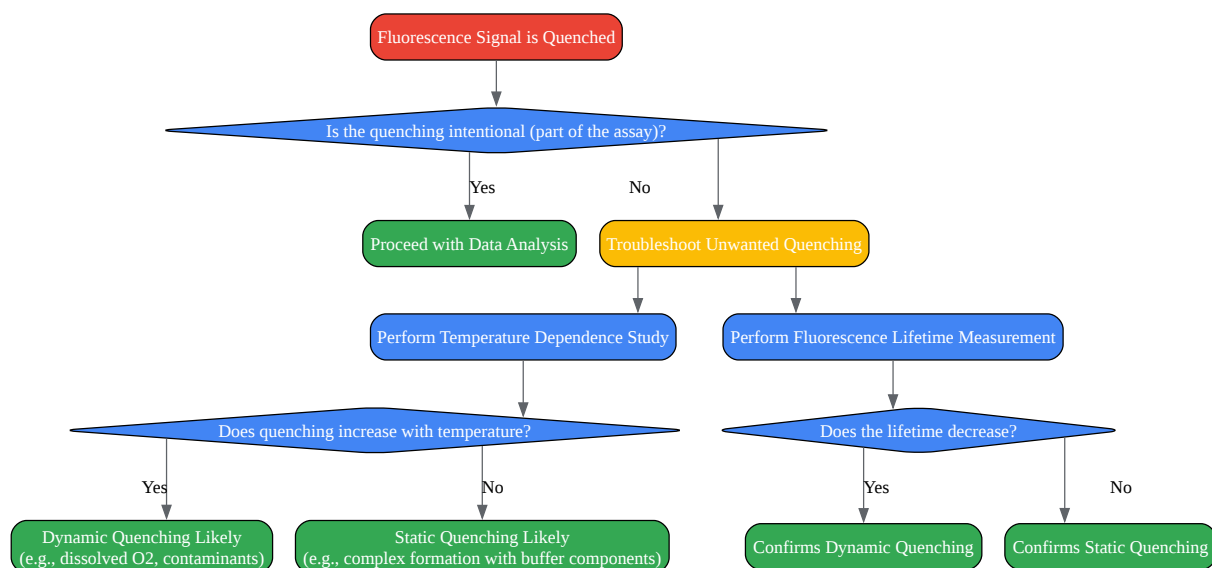 Fluorescence Signal is Quenched
Is the quenching intentional (part of the assay)?
Yes
No
Proceed with Data Analysis
Troubleshoot Unwanted Quenching
Perform Temperature Dependence Study
Perform Fluorescence Lifetime Measurement
Does quenching increase with temperature?
Does the lifetime decrease?
Yes
No
Yes
No
Dynamic Quenching Likely
(e.g., dissolved O2, contaminants)
Static Quenching Likely
(e.g., complex formation with buffer components)
Confirms Dynamic Quenching
Confirms Static Quenching